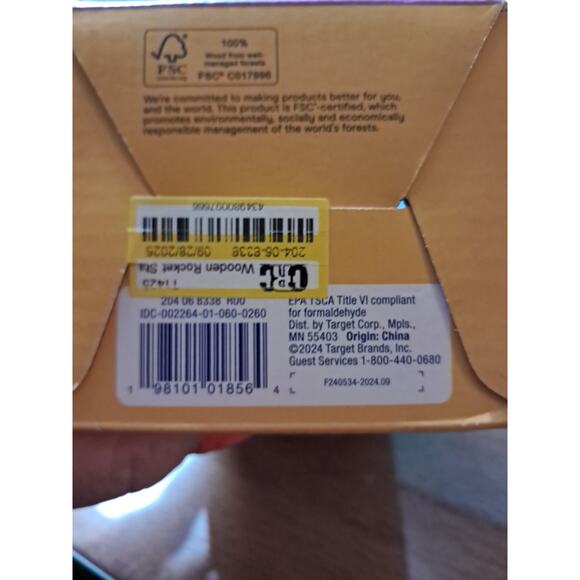 FSC
100%
Wood from well-
managed forests
FSC® C017996
We're committed to making products better for you,
and the world. This product is FSC®-certified, which
promotes environmentally, socially and economically
responsible management of the world's forests.
434980097666
204-06-8338 09/28/2025
Wooden Rocket Sta
CRC
T1425
204 06 8338 R00
IDC-002264-01-060-0260
1 98101 01856 4
EPA TSCA Title VI compliant
for formaldehyde
Dist. by Target Corp., Mpls.,
MN 55403 Origin: China
©2024 Target Brands, Inc.
Guest Services 1-800-440-0680
F240534-2024.09